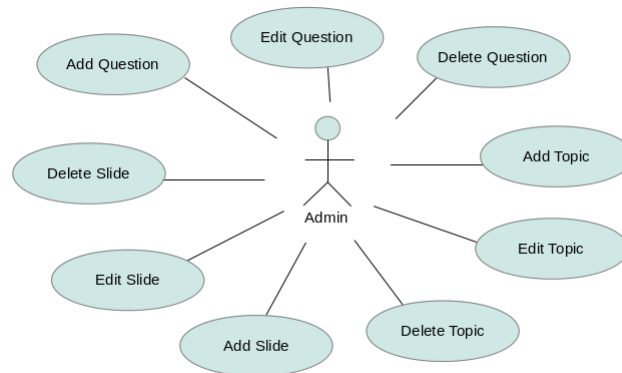 Edit Question
Add Question
Delete Question
Delete Slide
Add Topic
Admin
Edit Slide
Edit Topic
Add Slide
Delete Topic